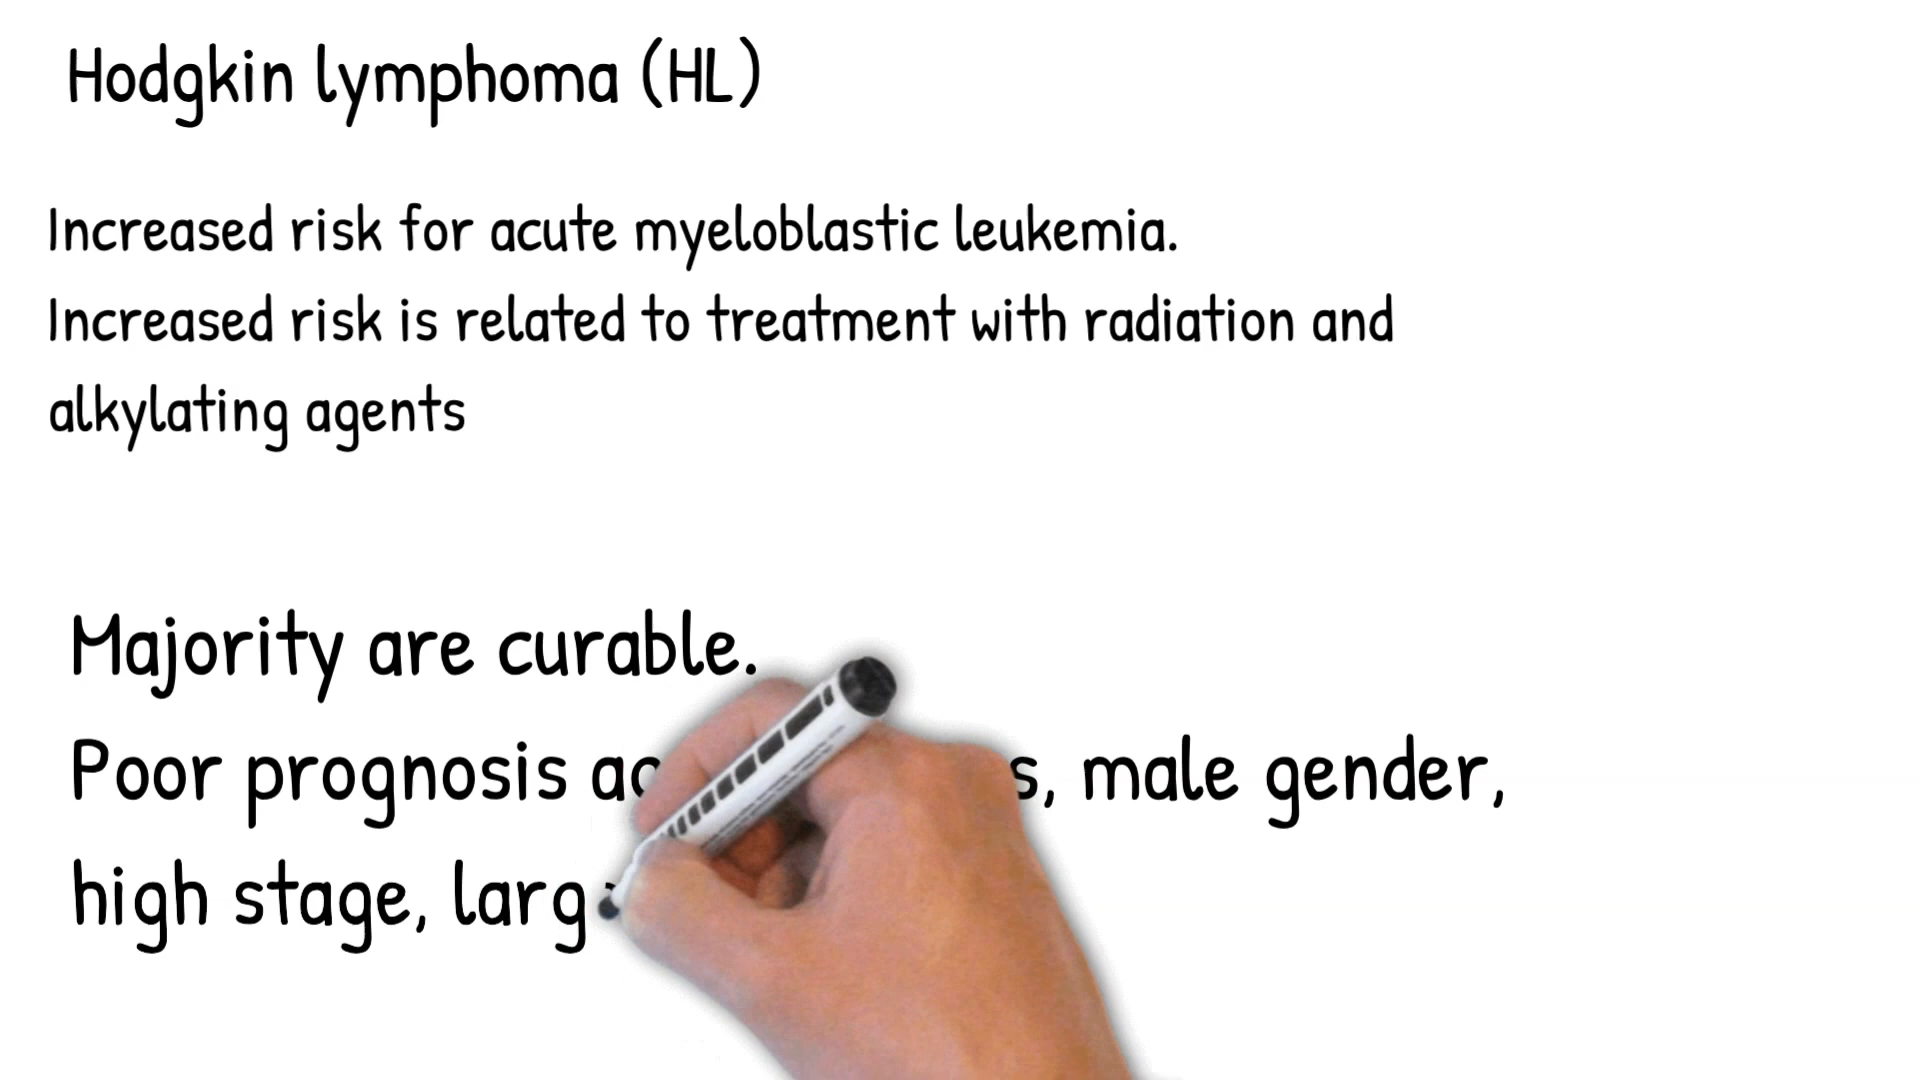 Hodgkin lymphoma (HL)
Increased risk for acute myeloblastic leukemia.
Increased risk is related to treatment with radiation and
alkylating agents
Majority are curable.
Poor prognosis male gender,
high stage, larg